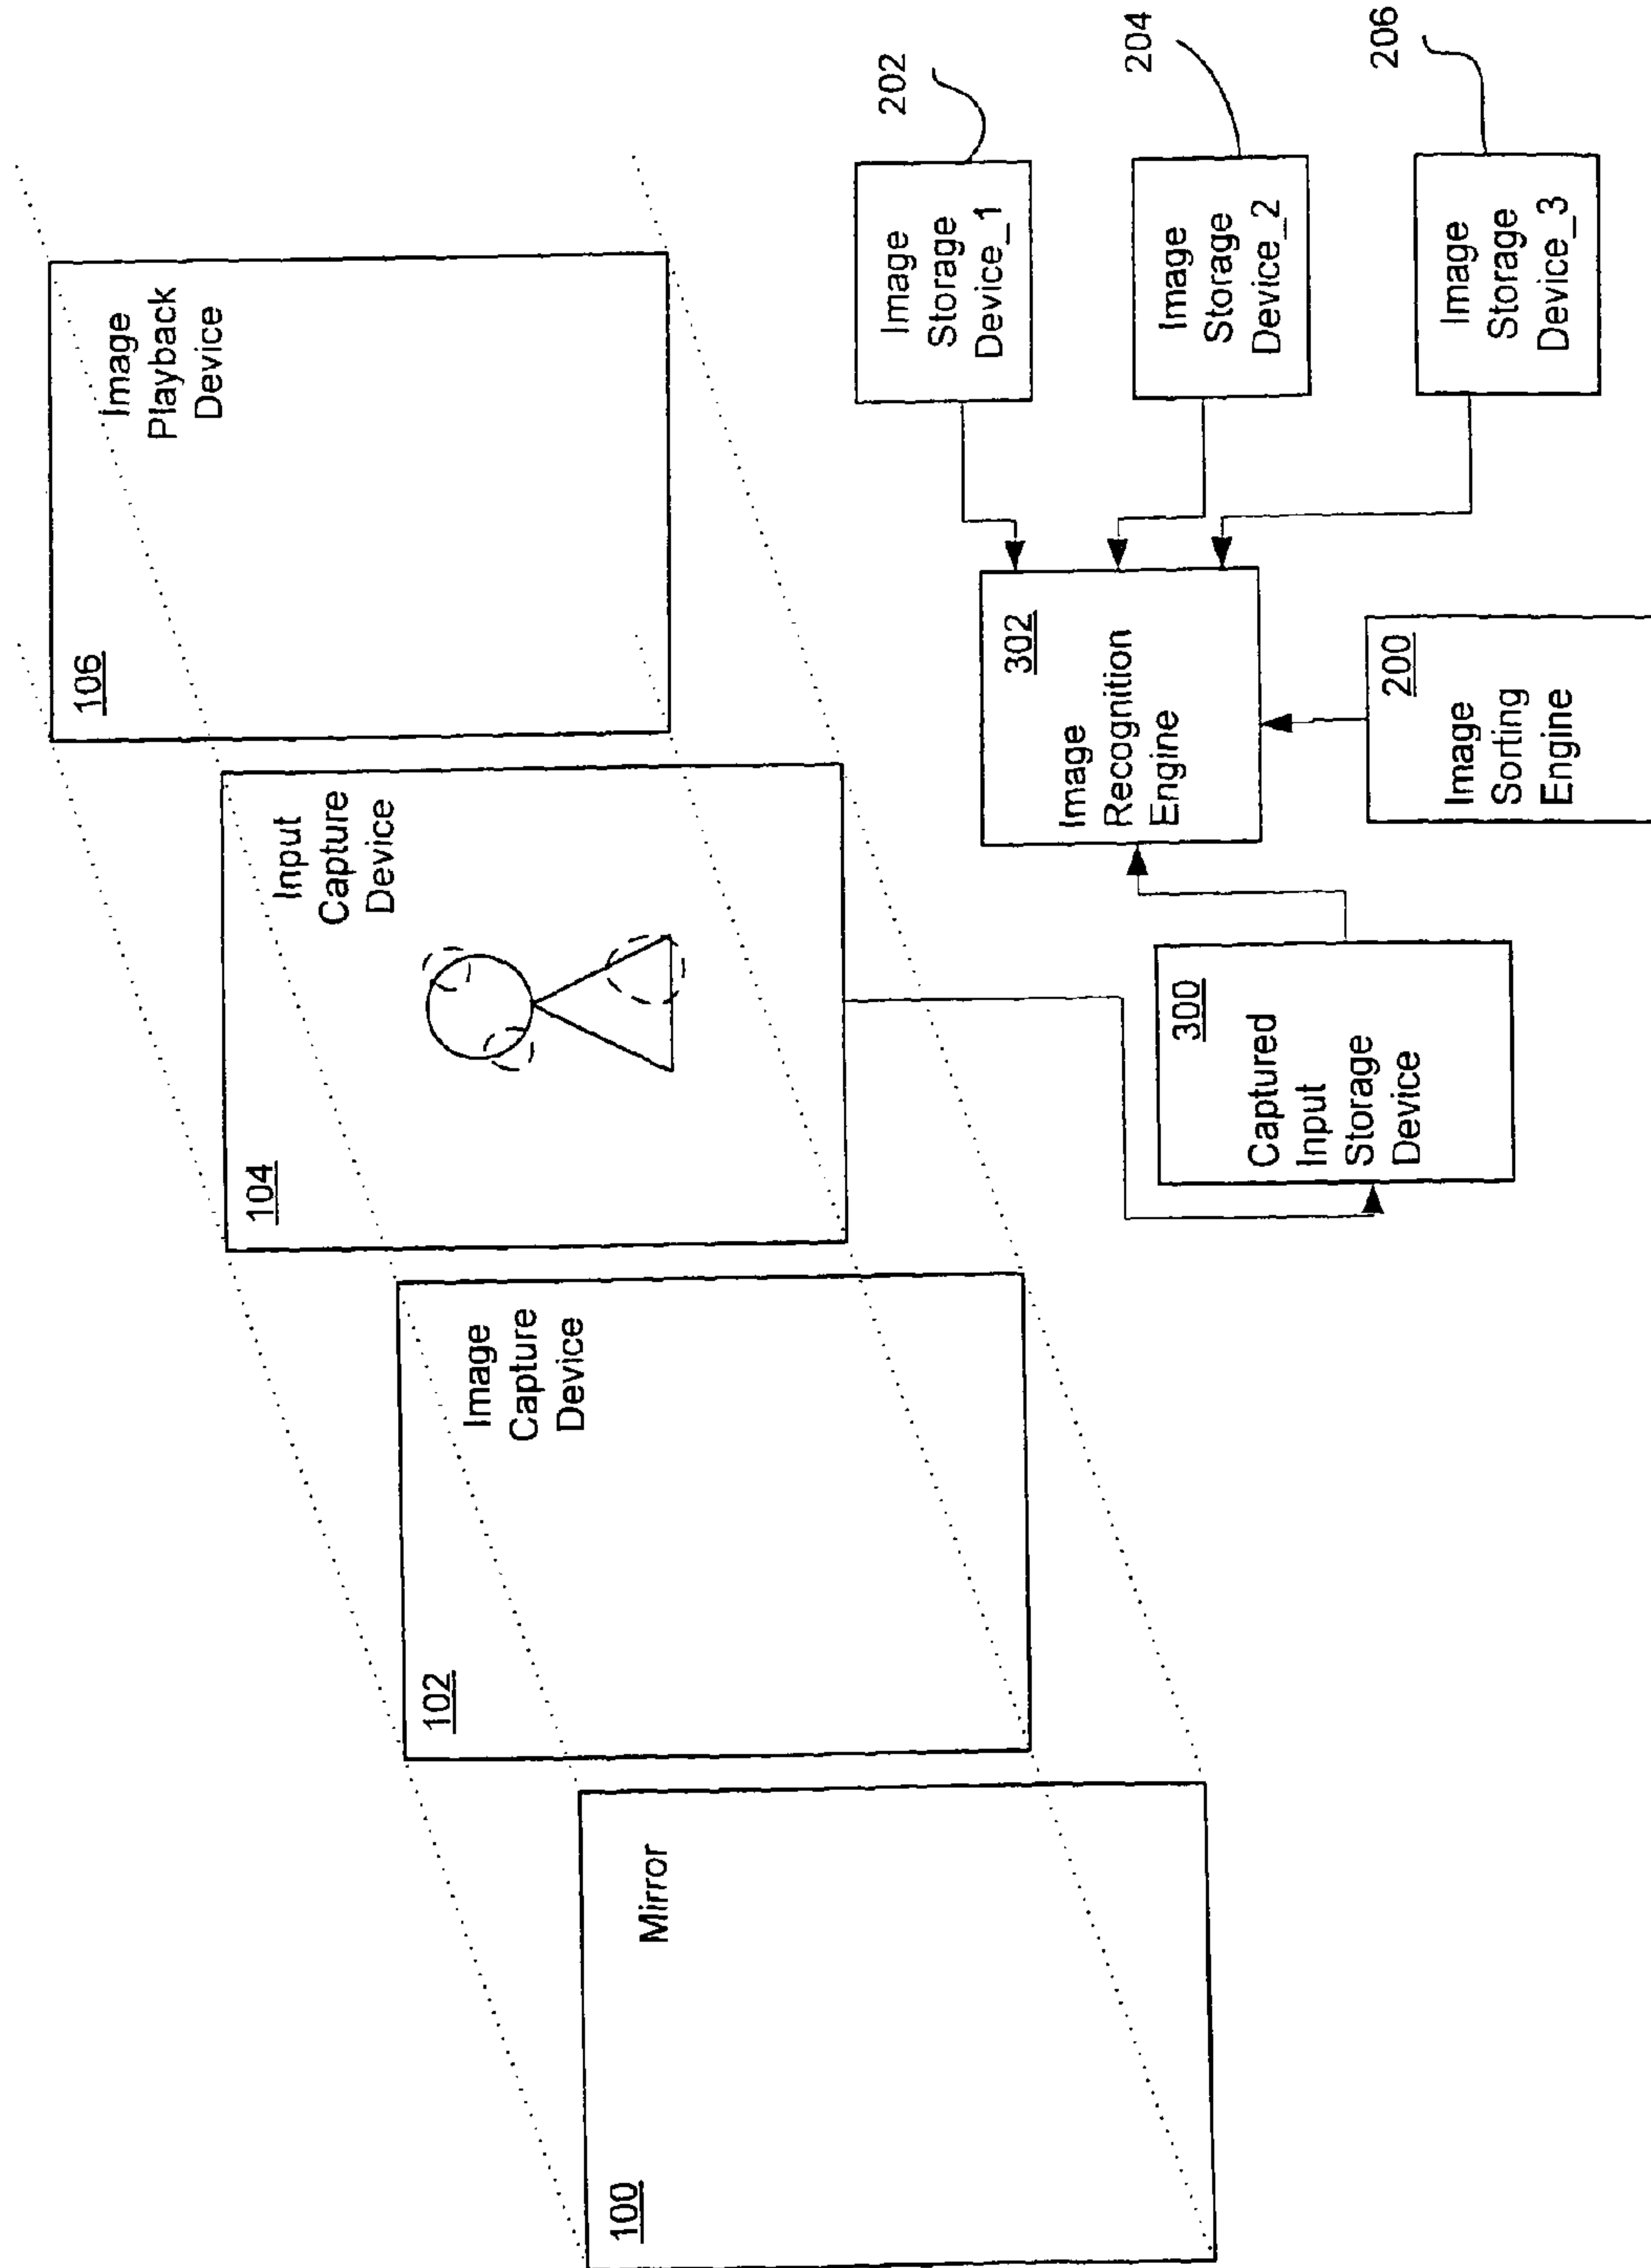 100
Mirror
102
Image
Capture
Device
104
Input
Capture
Device
106
Image
Playback
Device
300
Captured
Input
Storage
Device
302
Image
Recognition
Engine
200
Image
Sorting
Engine
Image
Storage
Device_1
202
Image
Storage
Device_2
204
Image
Storage
Device_3
206